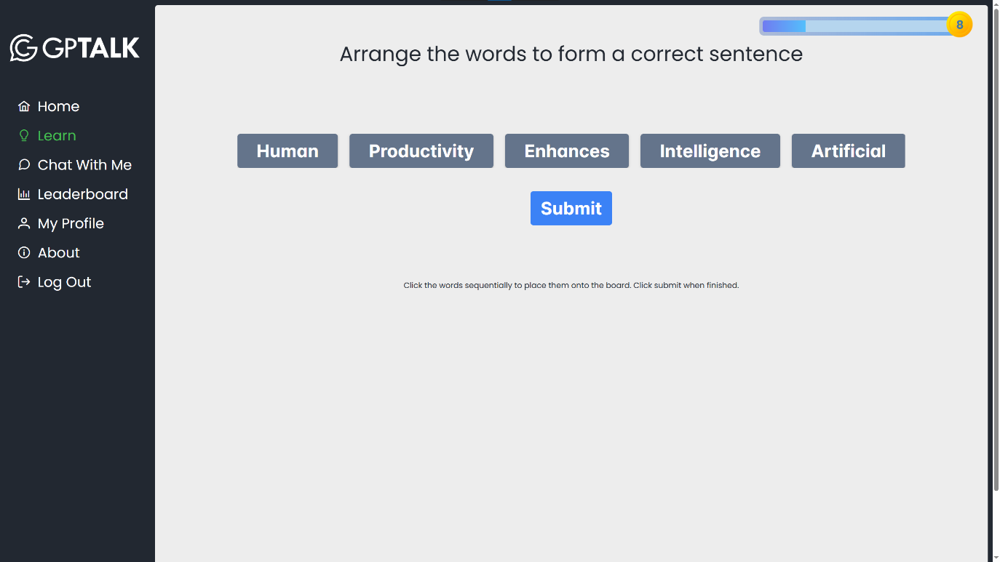 GPTALK
8
Arrange the words to form a correct sentence
Home
Learn
Chat With Me
Leaderboard
My Profile
About
Log Out
Human Productivity Enhances Intelligence Artificial
Submit
Click the words sequentially to place them onto the board. Click submit when finished.